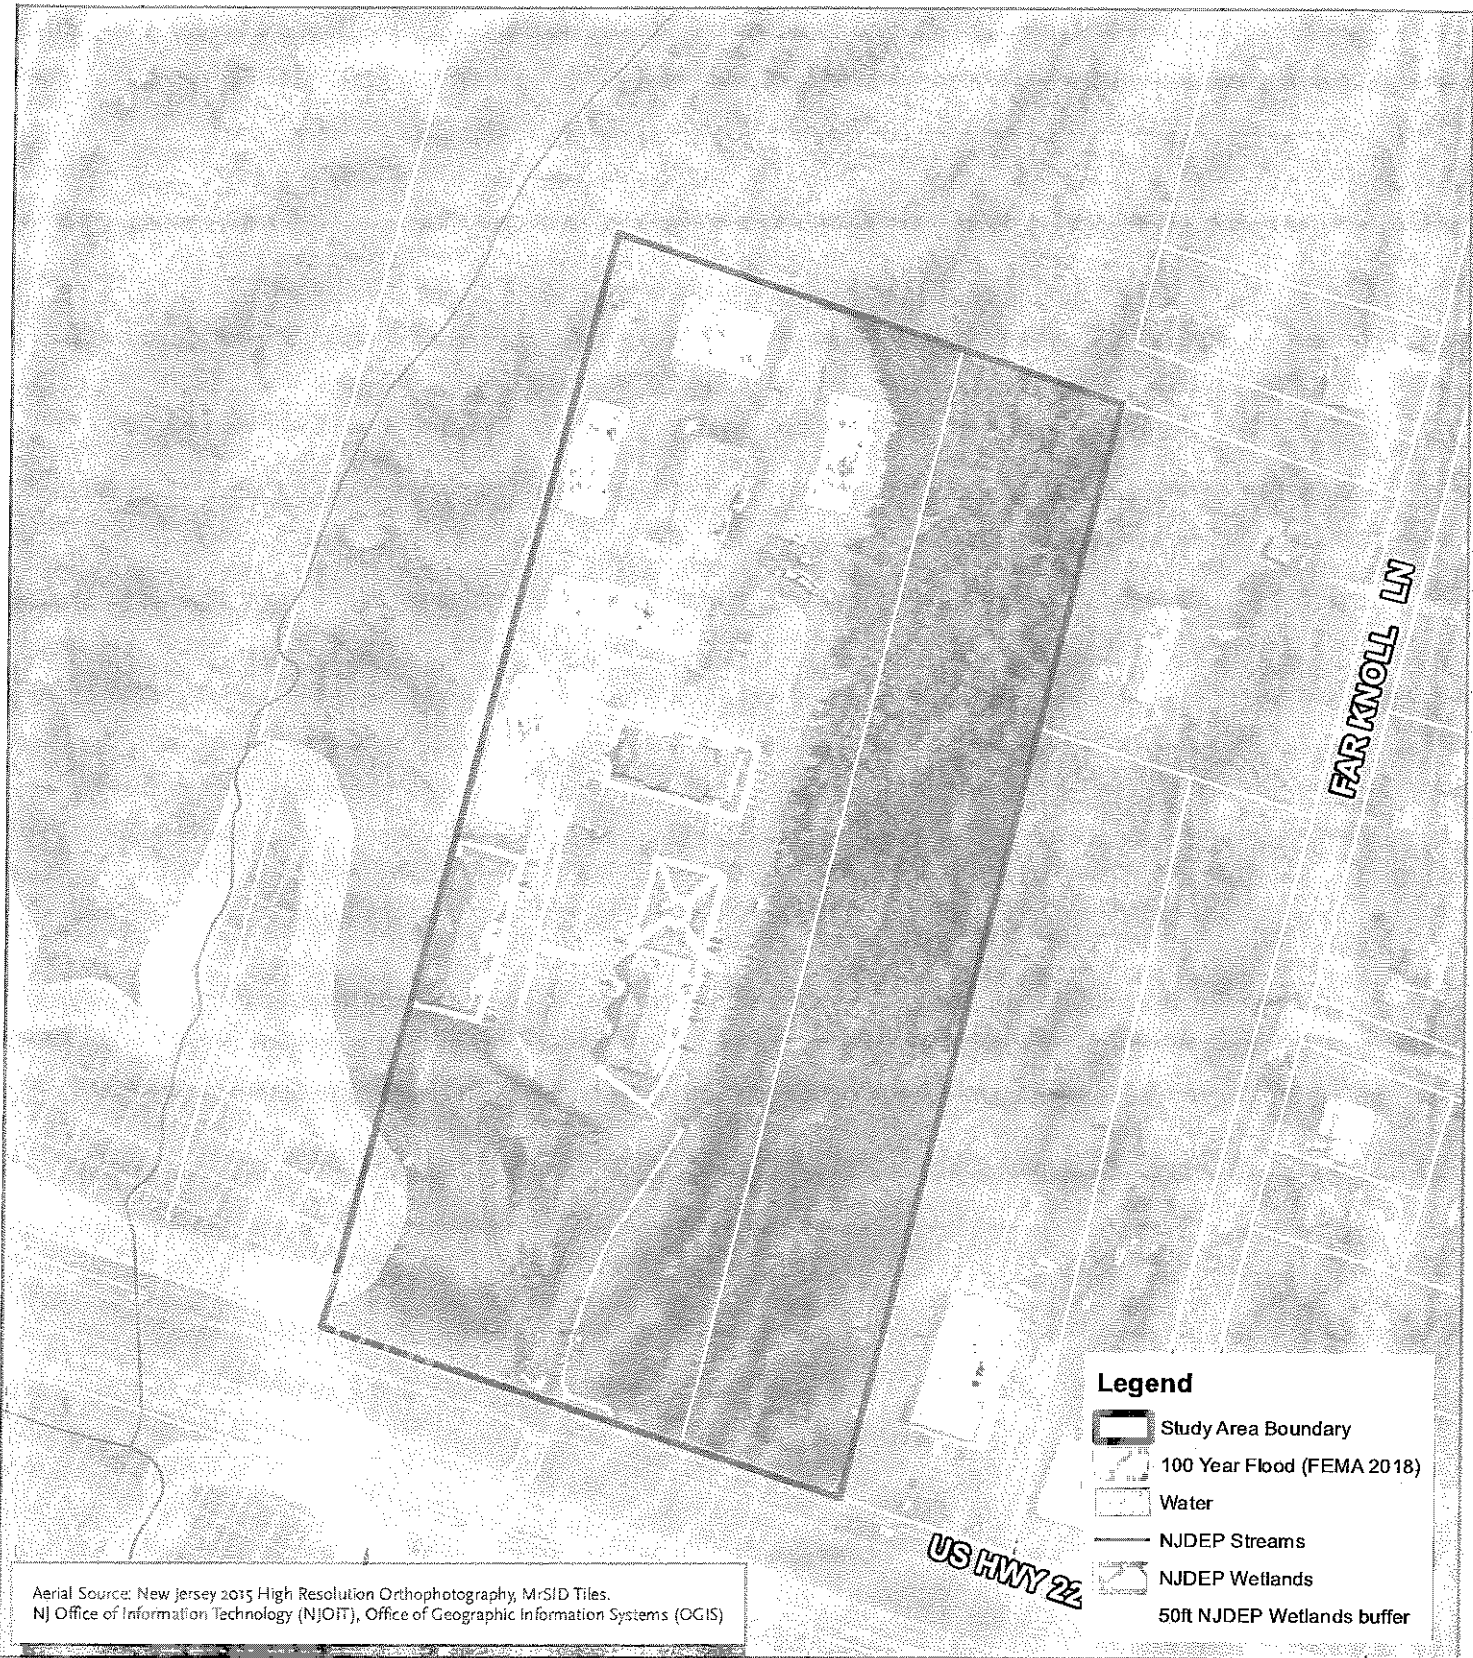 FAR KNOLL LN
US HWY 22
Legend
Study Area Boundary
100 Year Flood (FEMA 2018)
Water
NJDEP Streams
NJDEP Wetlands
50ft NJDEP Wetlands buffer
Aerial Source: New Jersey 2015 High Resolution Orthophotography, MrSID Tiles.
NJ Office of Information Technology (NJOIT), Office of Geographic Information Systems (OGIS)